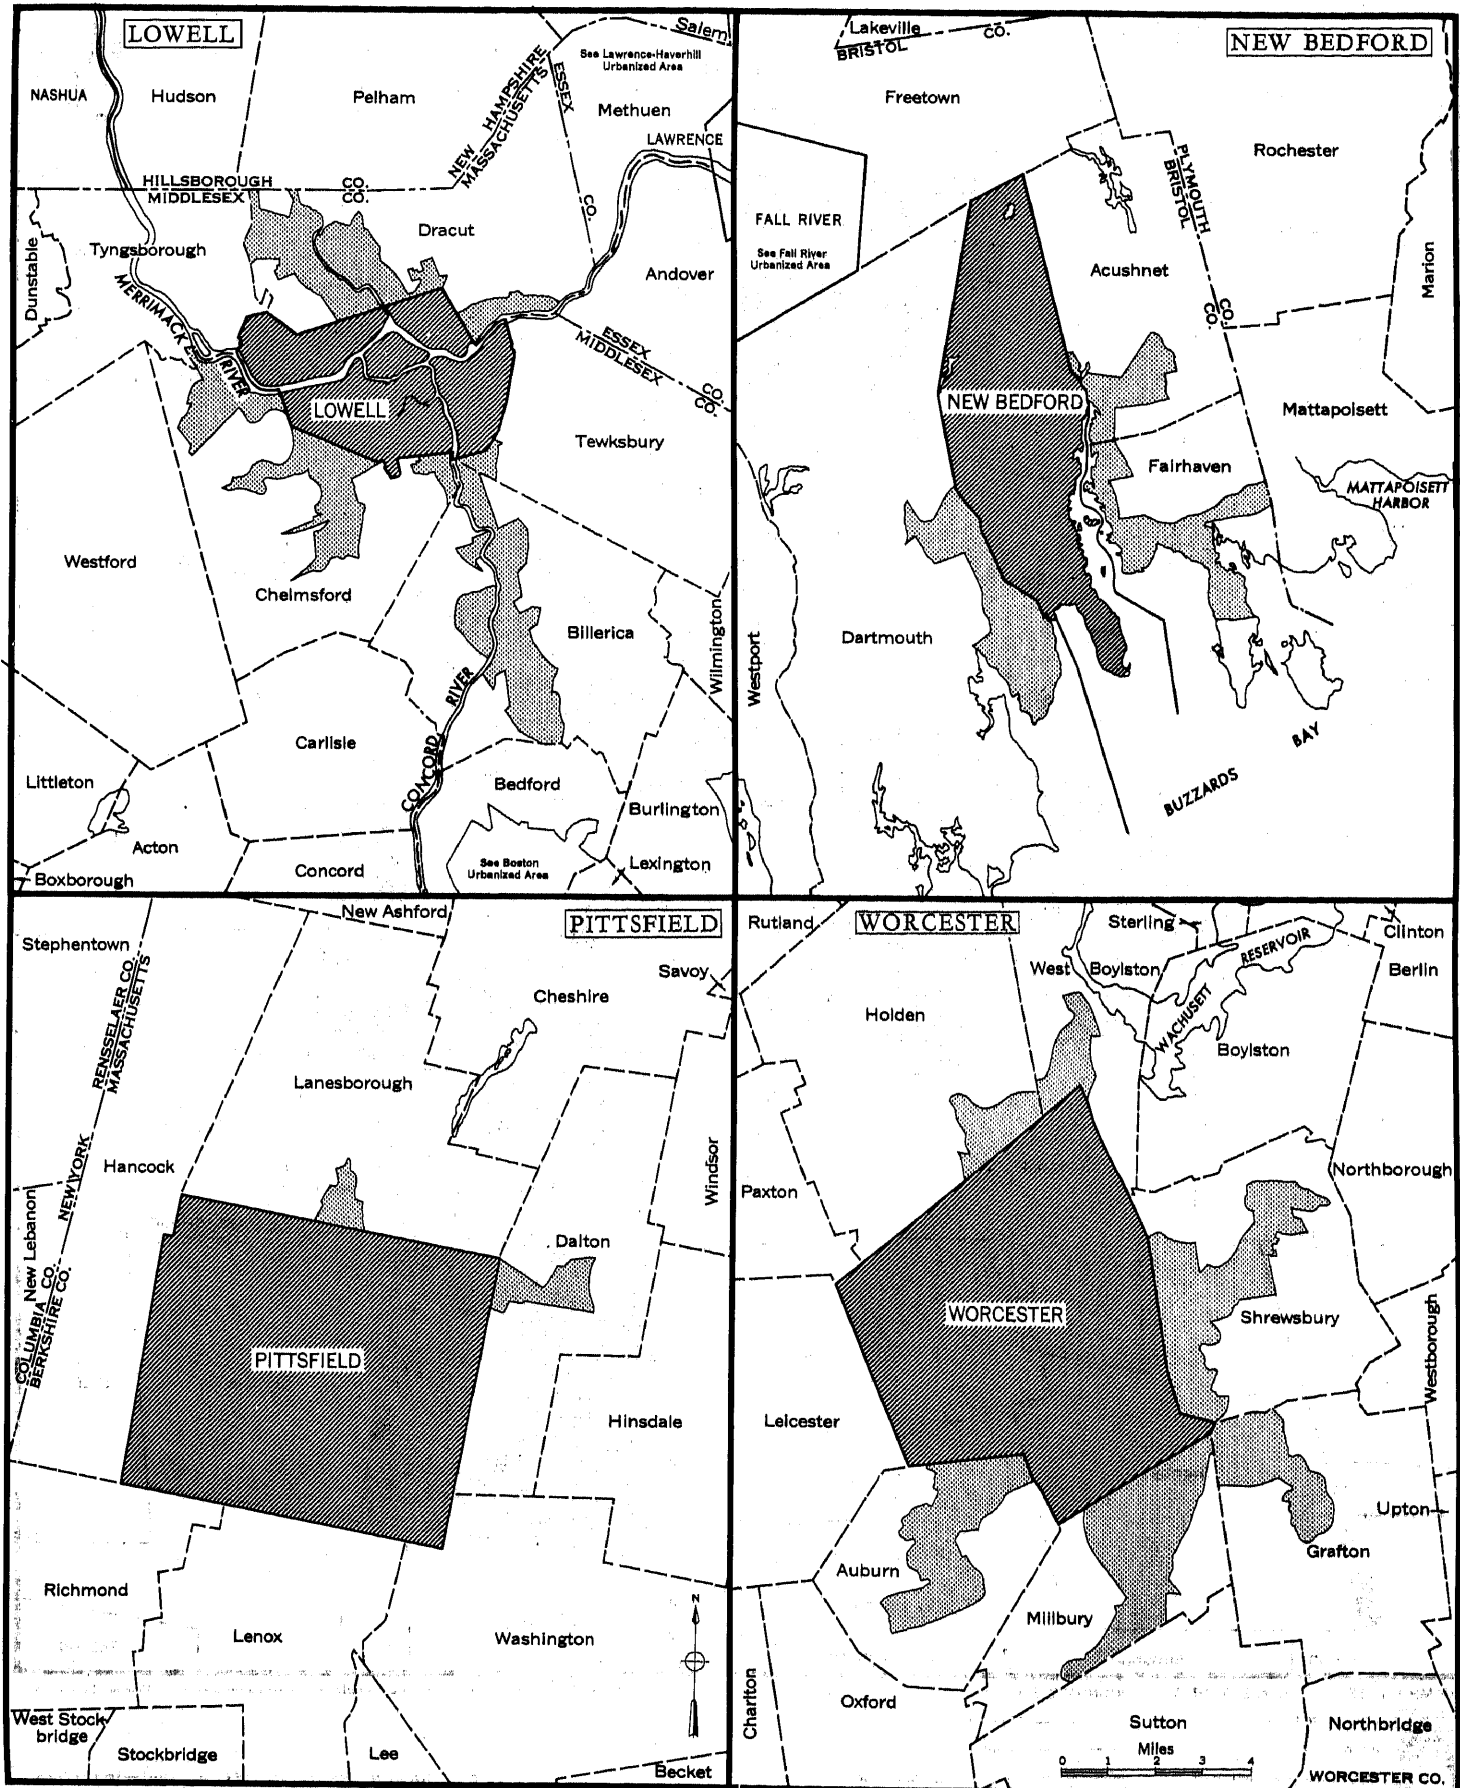 LOWELL
Salem
See Lawrence-Haverhill
Urbanized Area
NASHUA
Hudson
Pelham
NEW HAMPSHIRE
MASSACHUSETTS
ESSEX
CO.
Methuen
LAWRENCE
HILLSBOROUGH CO.
MIDDLESEX CO.
Dunstable
Tyngsborough
Dracut
Andover
MERRIMACK
RIVER
ESSEX CO.
MIDDLESEX CO.
LOWELL
Tewksbury
Westford
Chelmsford
Billerica
Wilmington
RIVER
CONCORD
Carlisle
Littleton
Bedford
Burlington
Acton
Boxborough
Concord
See Boston
Urbanized Area
Lexington
NEW BEDFORD
Lakeville
BRISTOL CO.
Freetown
Rochester
PLYMOUTH CO.
BRISTOL CO.
FALL RIVER
See Fall River
Urbanized Area
Acushnet
Marion
NEW BEDFORD
Mattapoisett
Fairhaven
MATTAPOISETT
HARBOR
Dartmouth
Westport
BUZZARDS BAY
PITTSFIELD
New Ashford
Stephentown
RENSSELAER CO.
MASSACHUSETTS
Savoy
Cheshire
Lanesborough
Hancock
NEW YORK
Windsor
New Lebanon
COLUMBIA CO.
BERKSHIRE CO.
Dalton
PITTSFIELD
Hinsdale
Richmond
Lenox
Washington
N
West Stock
bridge
Stockbridge
Lee
Becket
WORCESTER
Rutland
Sterling
Clinton
West Boylston
WACHUSETT RESERVOIR
Berlin
Holden
Boylston
Paxton
Northborough
WORCESTER
Shrewsbury
Westborough
Leicester
Upton
Grafton
Auburn
Millbury
Charlton
Oxford
Sutton
Northbridge
Miles
0 1 2 3 4
WORCESTER CO.